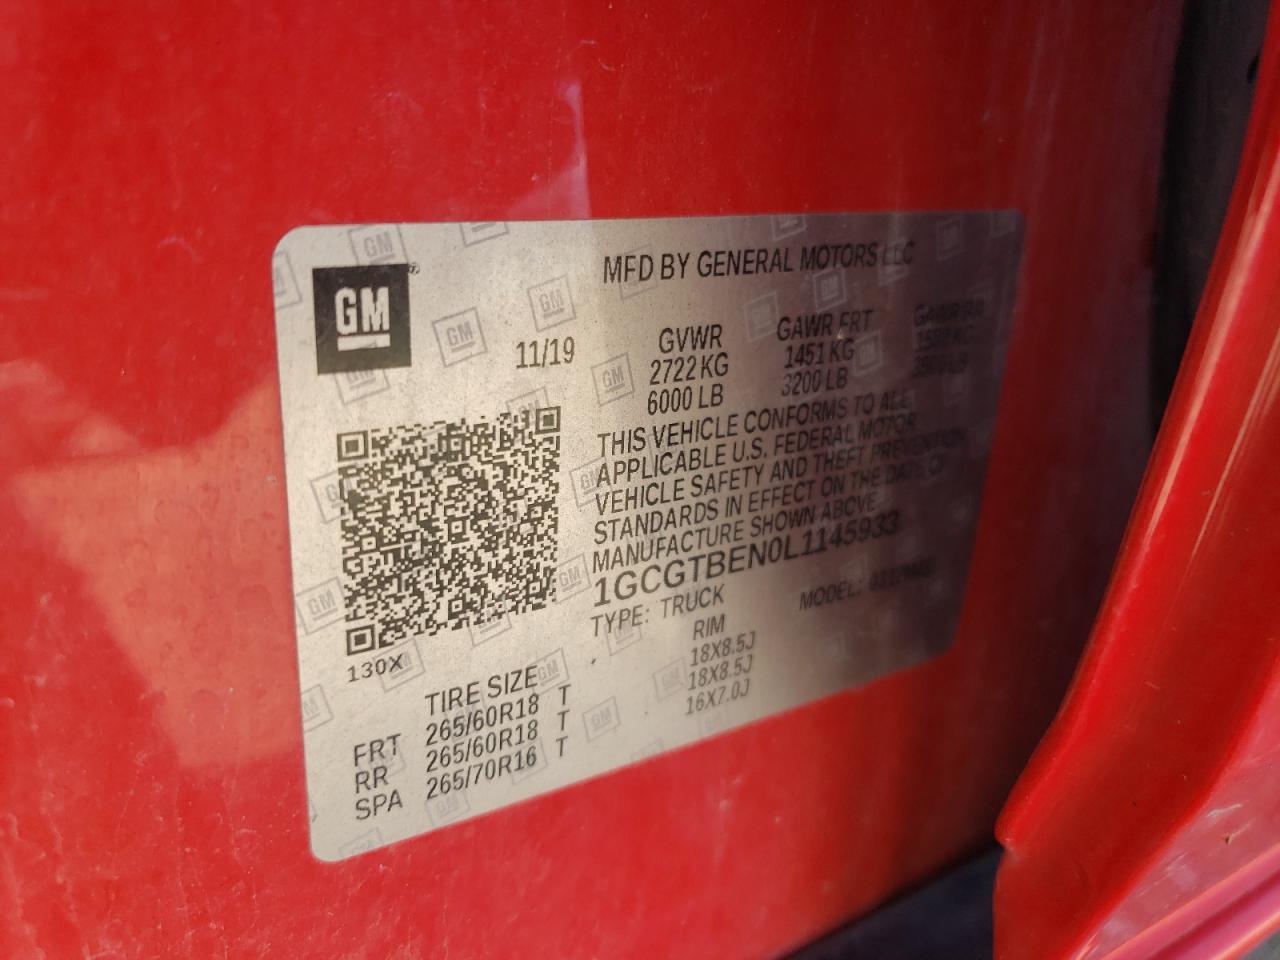 GM
MFD BY GENERAL MOTORS LLC
11/19
GVWR GAWR FRT GAWR RR
2722 KG 1451 KG
6000 LB 3200 LB
THIS VEHICLE CONFORMS TO ALL
APPLICABLE U.S. FEDERAL MOTOR
VEHICLE SAFETY AND THEFT PREVENTION
STANDARDS IN EFFECT ON THE DATE OF
MANUFACTURE SHOWN ABOVE
1GCGTBEN0L1145933
TYPE: TRUCK MODEL:
130X
TIRE SIZE RIM
FRT 265/60R18 T 18X8.5J
RR 265/60R18 T 18X8.5J
SPA 265/70R16 T 16X7.0J